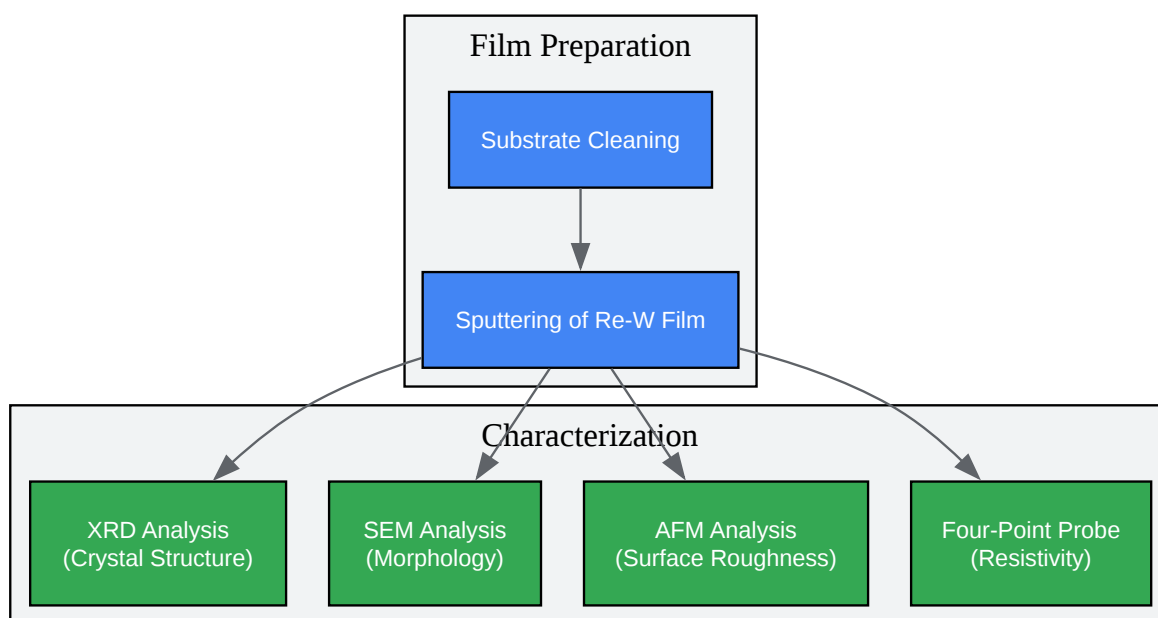 Film Preparation
Substrate Cleaning
Sputtering of Re-W Film
Characterization
XRD Analysis
(Crystal Structure)
SEM Analysis
(Morphology)
AFM Analysis
(Surface Roughness)
Four-Point Probe
(Resistivity)